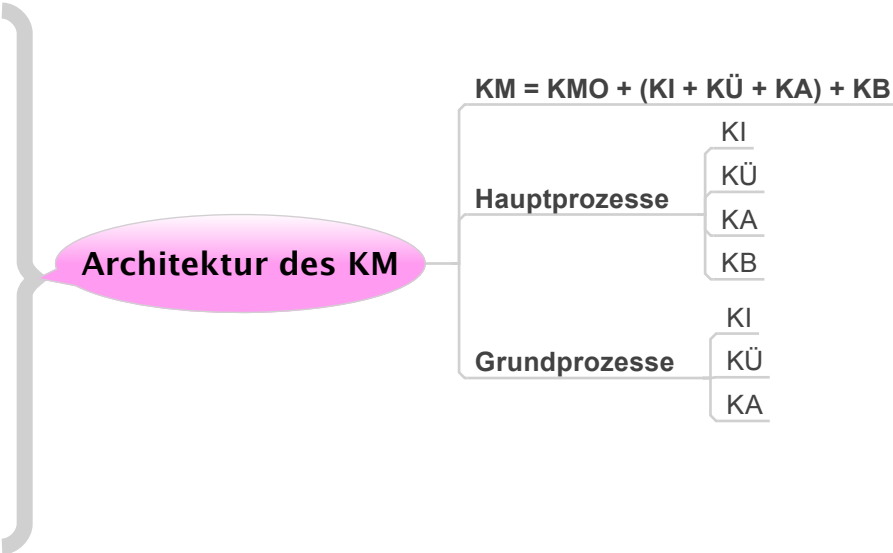 Architektur des KM
KM = KMO + (KI + KÜ + KA) + KB
Hauptprozesse
KI
KÜ
KA
KB
Grundprozesse
KI
KÜ
KA